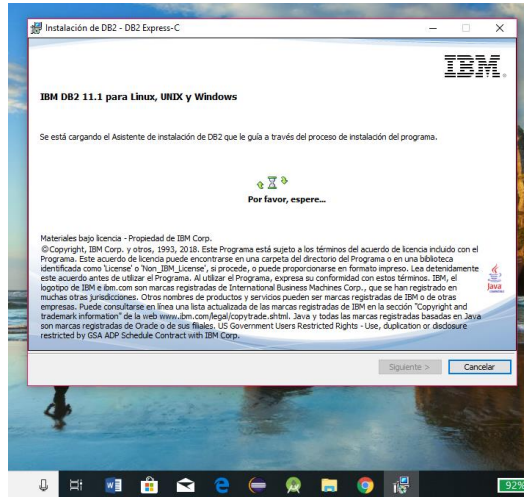 Instalación de DB2 - DB2 Express-C
IBM.
IBM DB2 11.1 para Linux, UNIX y Windows
Se está cargando el Asistente de instalación de DB2 que le guía a través del proceso de instalación del programa.
Por favor, espere...
Materiales bajo licencia - Propiedad de IBM Corp.
©Copyright, IBM Corp. y otros, 1993, 2018. Este Programa está sujeto a los términos del acuerdo de licencia incluido con el
Programa. Este acuerdo de licencia puede encontrarse en una carpeta del directorio del Programa o en una biblioteca
identificada como 'License' o 'Non_IBM_License', si procede, o puede proporcionarse en formato impreso. Lea detenidamente
este acuerdo antes de utilizar el Programa. Al utilizar el Programa, expresa su conformidad con estos términos. IBM, el
logotipo de IBM e ibm.com son marcas registradas de International Business Machines Corp., que se han registrado en
muchas otras jurisdicciones. Otros nombres de productos y servicios pueden ser marcas registradas de IBM o de otras
empresas. Puede consultarse en línea una lista actualizada de las marcas registradas de IBM en la sección "Copyright and
trademark information" de la web www.ibm.com/legal/copytrade.shtml. Java y todas las marcas registradas basadas en Java
son marcas registradas de Oracle o de sus filiales. US Government Users Restricted Rights - Use, duplication or disclosure
restricted by GSA ADP Schedule Contract with IBM Corp.
Java
Siguiente >
Cancelar
92%